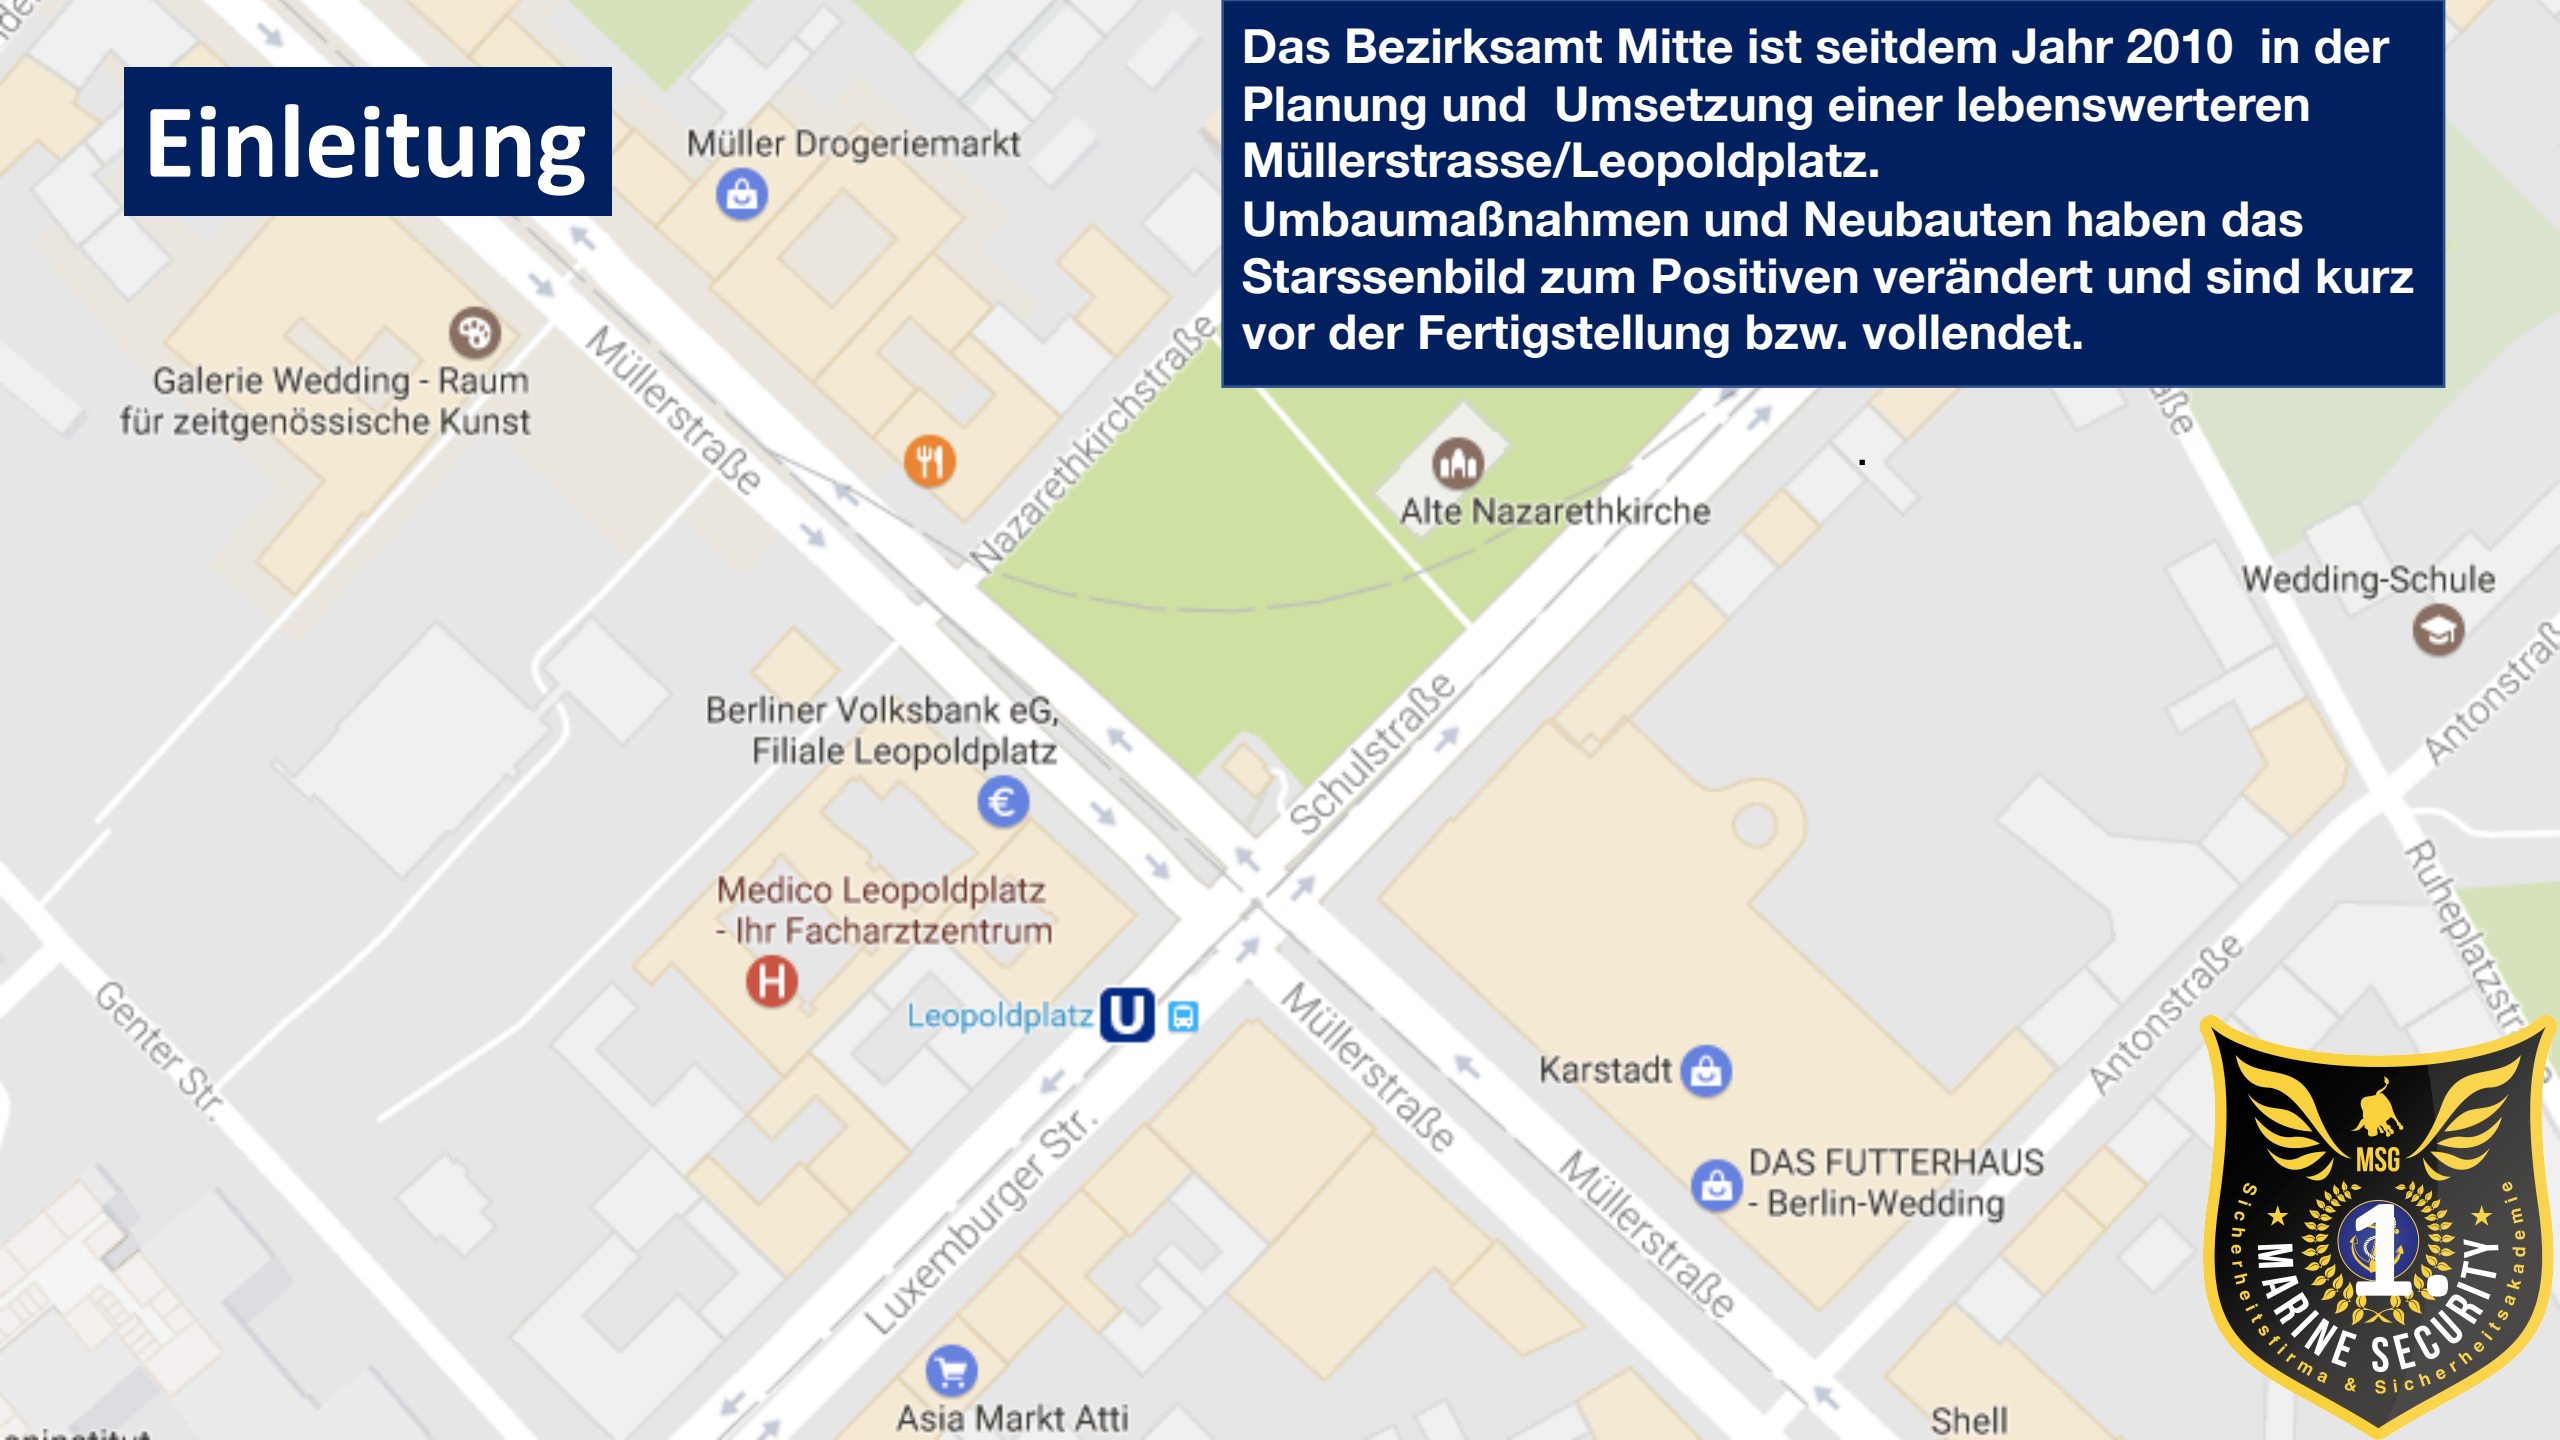 Das Bezirksamt Mitte ist seitdem Jahr 2010  in der
Planung und  Umsetzung einer lebenswerteren
Müllerstrasse/Leopoldplatz.
Umbaumaßnahmen und Neubauten haben das
Starssenbild zum Positiven verändert und sind kurz
vor der Fertigstellung bzw. vollendet.
Einleitung
Müller Drogeriemarkt
Galerie Wedding - Raum
für zeitgenössische Kunst
Müllerstraße
Nazarethkirchstraße
.
Alte Nazarethkirche
Wedding-Schule
Antonstraß
Berliner Volksbank eG,
Filiale Leopoldplatz
€
Schulstraße
Medico Leopoldplatz
- Ihr Facharztzentrum
H
Leopoldplatz U
Genter Str.
Luxemburger Str.
Müllerstraße
Müllerstraße
Karstadt
DAS FUTTERHAUS
- Berlin-Wedding
Antonstraße
Ruheplatzstr
Asia Markt Atti
Shell
MSG
1.
MARINE SECURITY
Sicherheitsfirma & Sicherheitsakademie